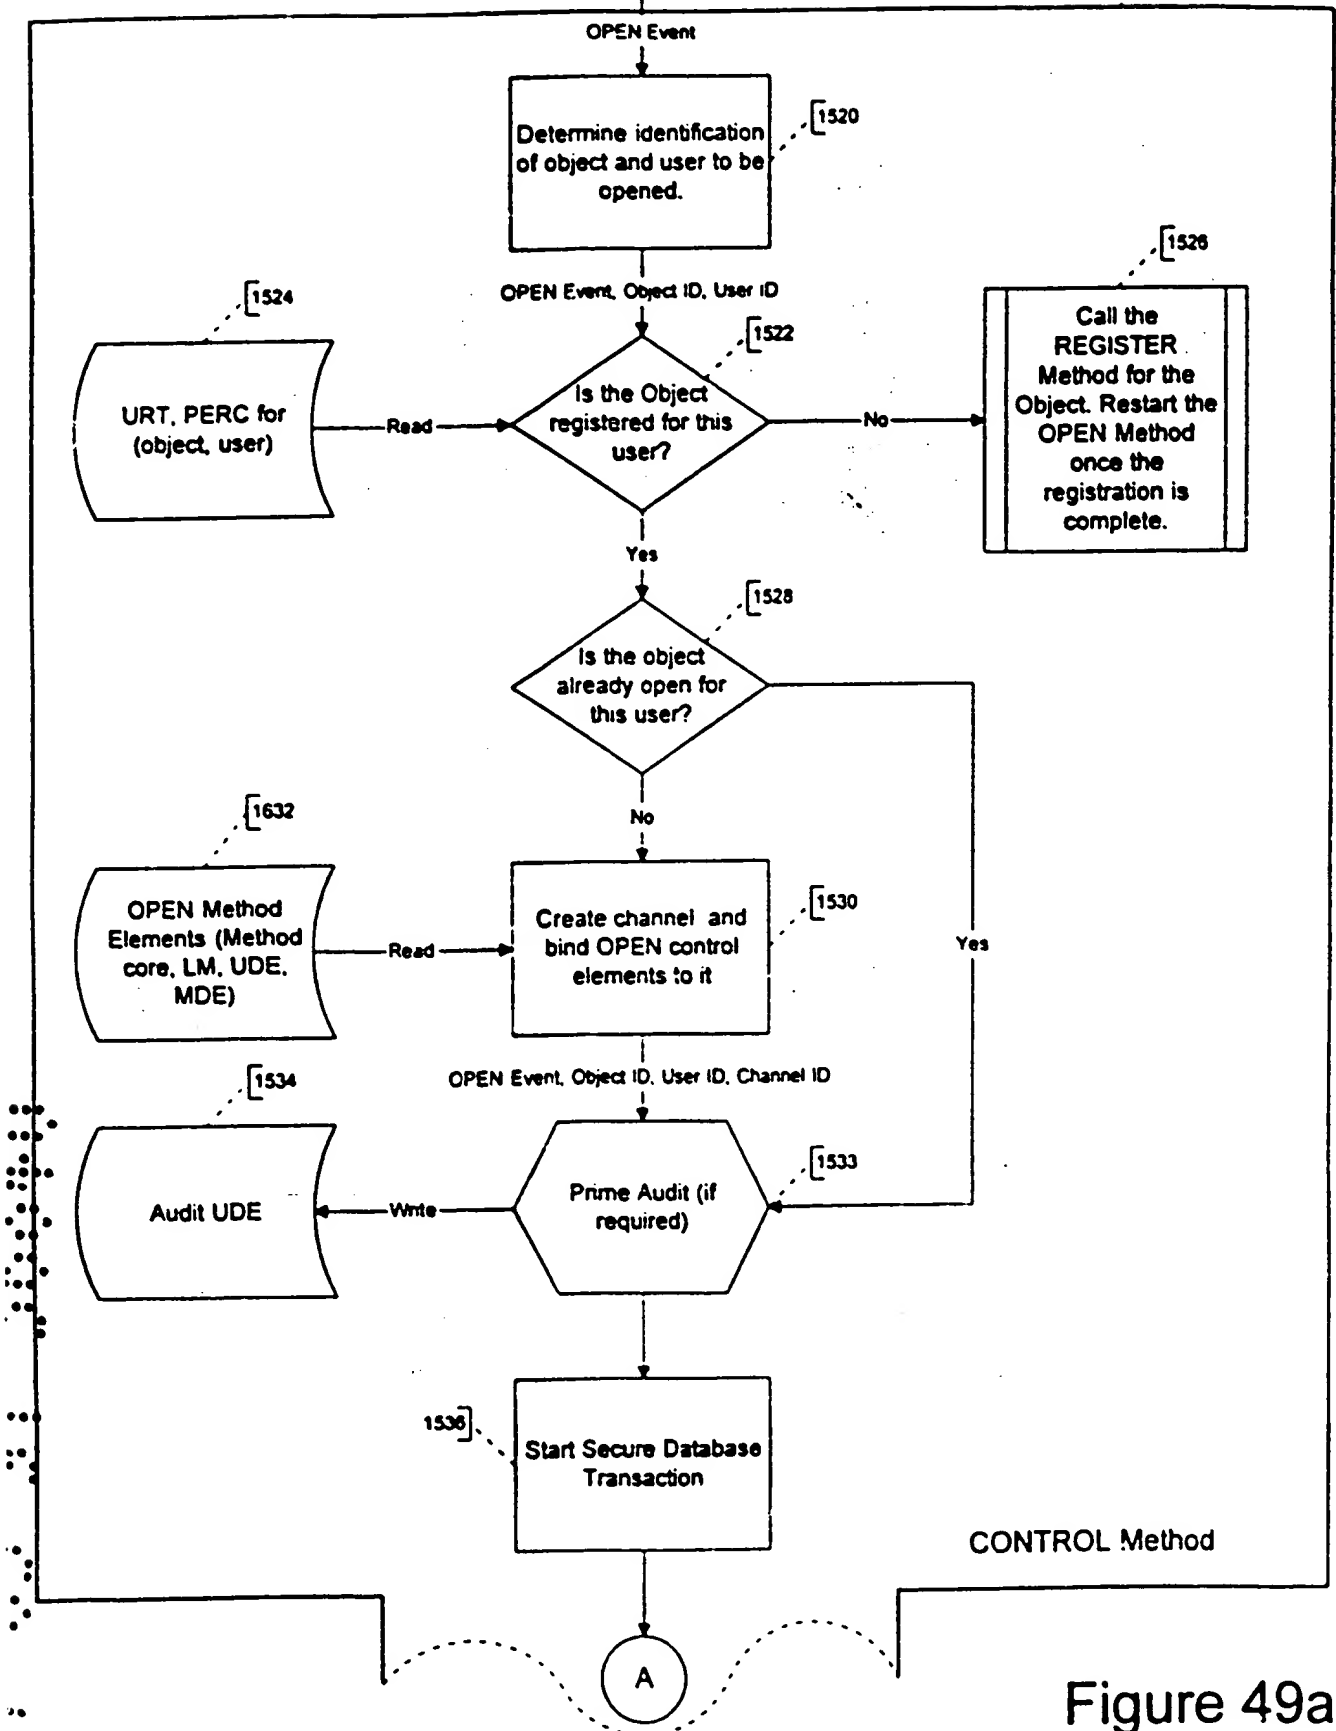 OPEN Event
Determine identification
of object and user to be
opened.
1520
OPEN Event, Object ID, User ID
1526
Call the
REGISTER
Method for the
Object. Restart the
OPEN Method
once the
registration is
complete.
1524
URT, PERC for
(object, user)
Read
1522
Is the Object
registered for this
user?
No
Yes
1528
Is the object
already open for
this user?
No
Yes
1632
OPEN Method
Elements (Method
core, LM, UDE,
MDE)
Read
Create channel and
bind OPEN control
elements to it
1530
OPEN Event, Object ID, User ID, Channel ID
1534
Audit UDE
Write
Prime Audit (if
required)
1533
1536
Start Secure Database
Transaction
CONTROL Method
A
Figure 49a